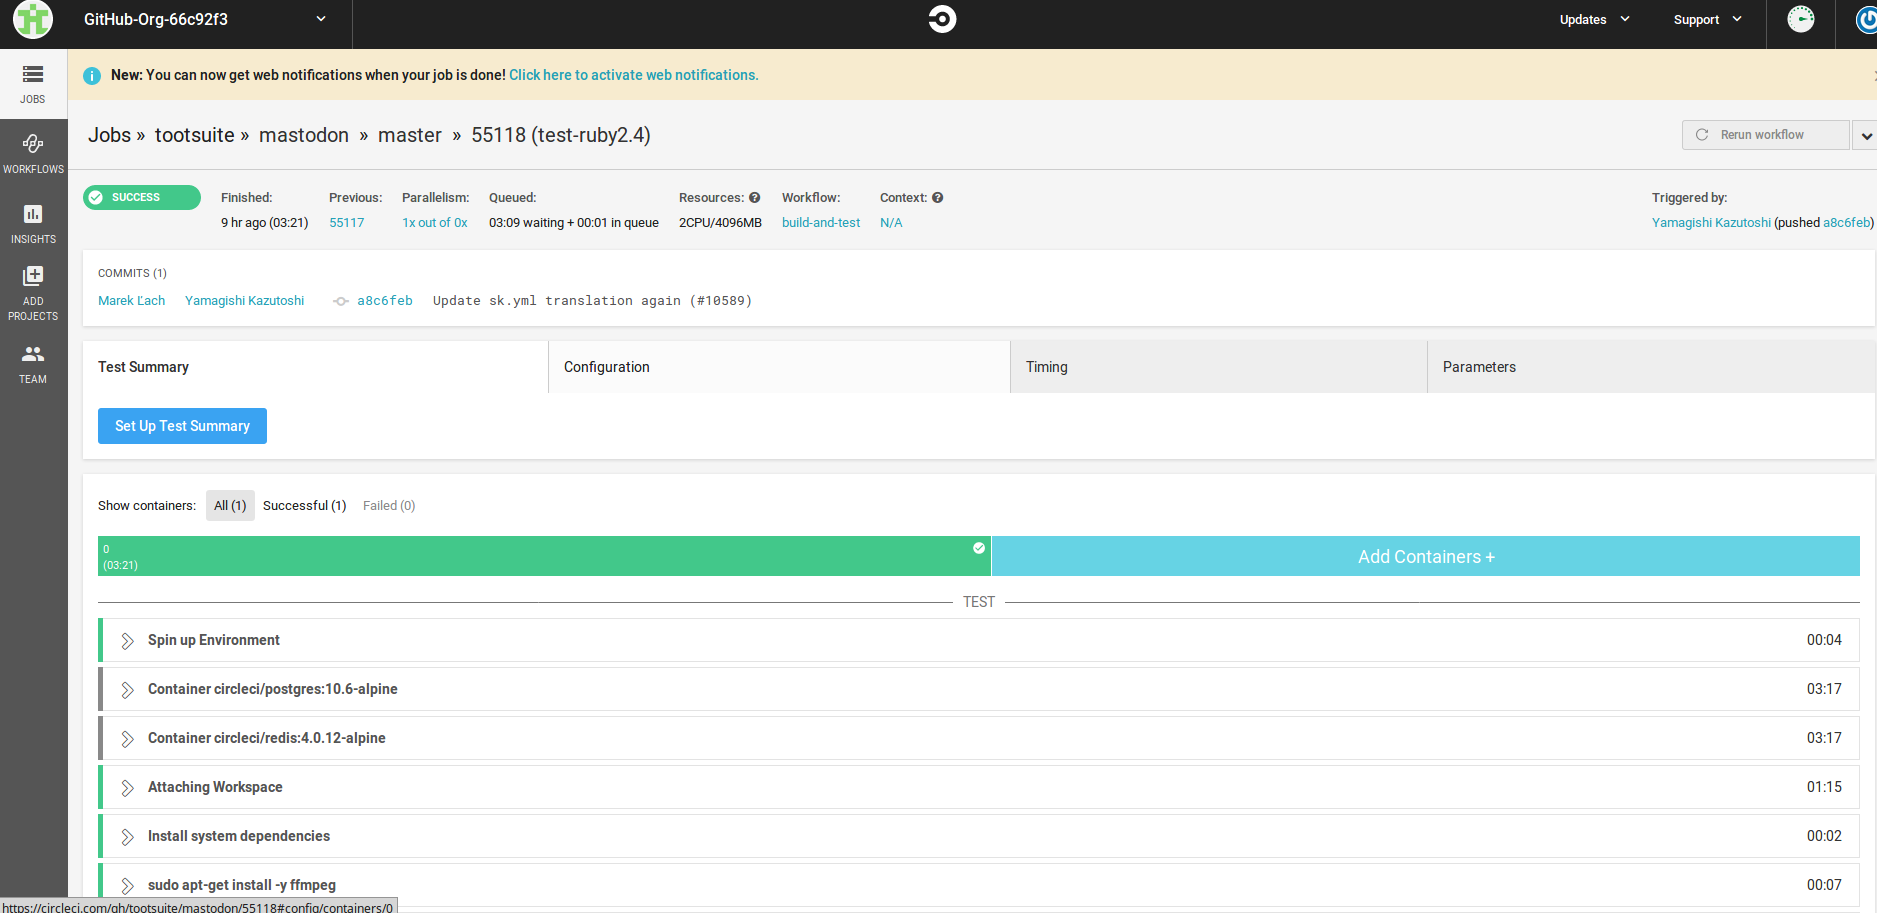 GitHub-Org-66c92f3
Updates
Support
JOBS
WORKFLOWS
INSIGHTS
ADD
PROJECTS
TEAM
New: You can now get web notifications when your job is done! Click here to activate web notifications.
Jobs » tootsuite » mastodon » master » 55118 (test-ruby2.4)
Rerun workflow
SUCCESS
Finished:
9 hr ago (03:21)
Previous:
55117
Parallelism:
1x out of 0x
Queued:
03:09 waiting + 00:01 in queue
Resources:
2CPU/4096MB
Workflow:
build-and-test
Context:
N/A
Triggered by:
Yamagishi Kazutoshi (pushed a8c6feb)
COMMITS (1)
Marek Ľach Yamagishi Kazutoshi a8c6feb Update sk.yml translation again (#10589)
Test Summary
Configuration
Timing
Parameters
Set Up Test Summary
Show containers: All (1) Successful (1) Failed (0)
0
(03:21)
Add Containers +
TEST
Spin up Environment 00:04
Container circleci/postgres:10.6-alpine 03:17
Container circleci/redis:4.0.12-alpine 03:17
Attaching Workspace 01:15
Install system dependencies 00:02
sudo apt-get install -y ffmpeg 00:07
https://circleci.com/gh/tootsuite/mastodon/55118#config/containers/0